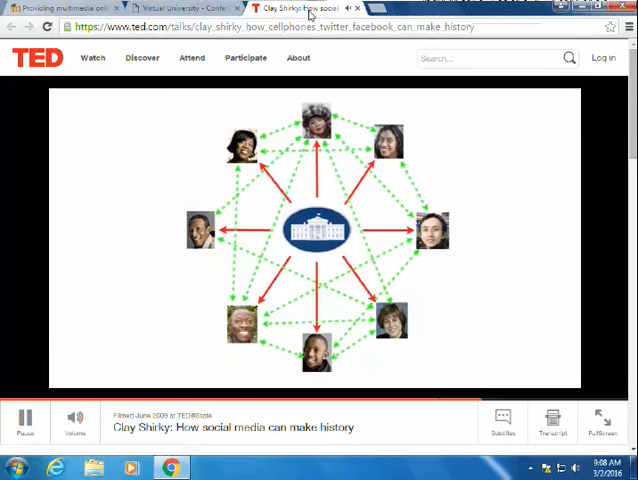 Providing multimedia onli
Virtual University - Confe
Clay Shirky: How social
https://www.ted.com/talks/clay_shirky_how_cellphones_twitter_facebook_can_make_history
TED
Watch
Discover
Attend
Participate
About
Search...
Log in
Pause
Volume
Filmed June 2009 at TED@State
Clay Shirky: How social media can make history
Subtitles
Transcript
FullScreen
9:08 AM
3/2/2016